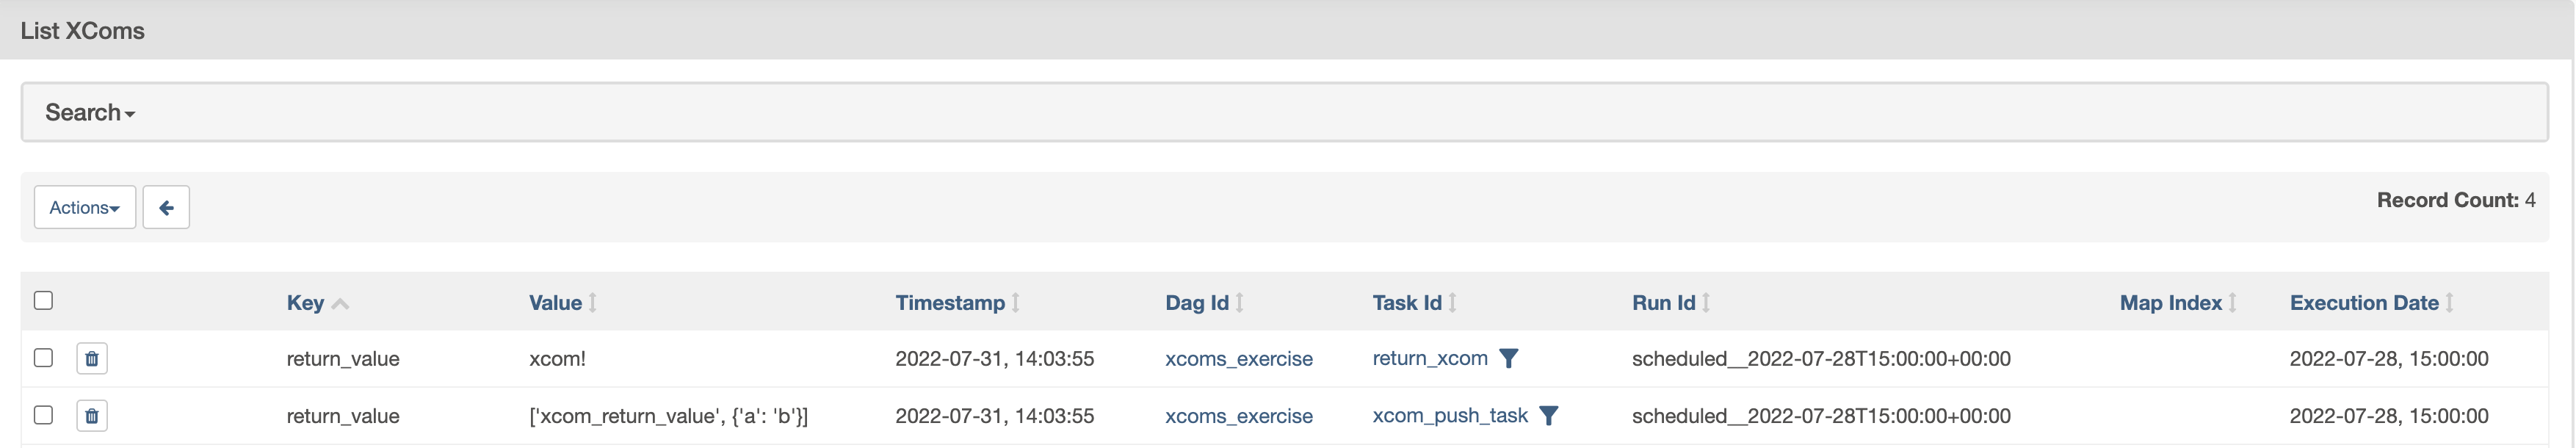 List XComs
Search
Actions
Record Count: 4
Key Value Timestamp Dag Id Task Id Run Id Map Index Execution Date
return_value xcom! 2022-07-31, 14:03:55 xcoms_exercise return_xcom scheduled__2022-07-28T15:00:00+00:00 2022-07-28, 15:00:00
return_value ['xcom_return_value', {'a': 'b'}] 2022-07-31, 14:03:55 xcoms_exercise xcom_push_task scheduled__2022-07-28T15:00:00+00:00 2022-07-28, 15:00:00